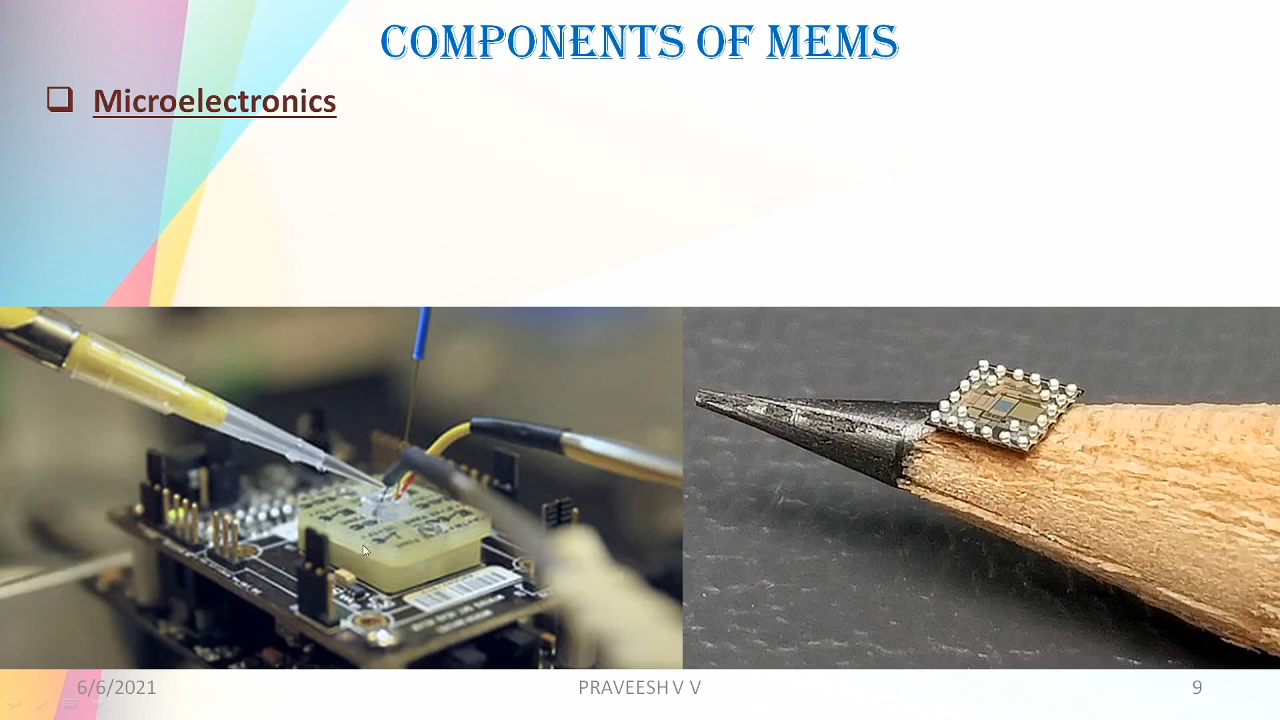 COMPONENTS OF MEMS
❑ Microelectronics
6/6/2021
PRAVEESH V V
9